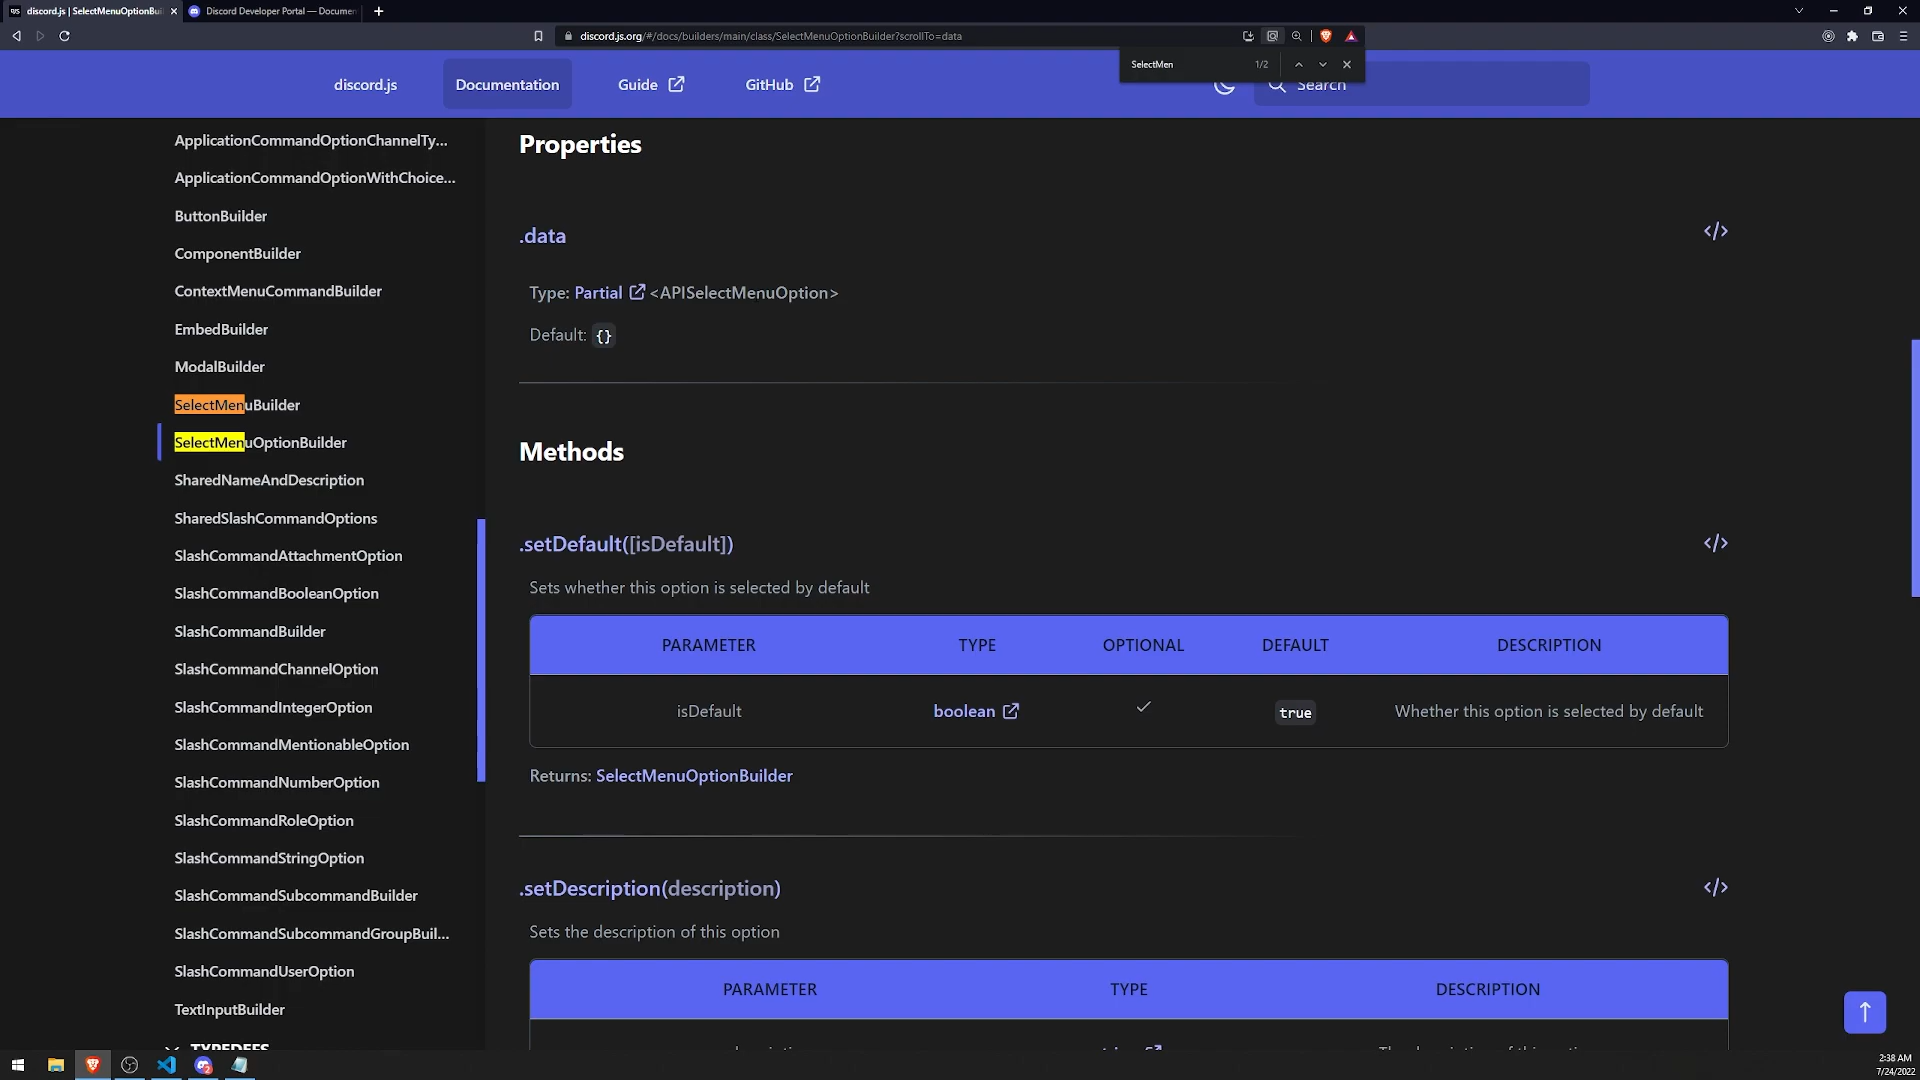 discord.js | SelectMenuOptionBui
Discord Developer Portal — Documen
discord.js.org/#/docs/builders/main/class/SelectMenuOptionBuilder?scrollTo=data
SelectMen 1/2
discord.js Documentation Guide GitHub Search
ApplicationCommandOptionChannelTy...
ApplicationCommandOptionWithChoice...
ButtonBuilder
ComponentBuilder
ContextMenuCommandBuilder
EmbedBuilder
ModalBuilder
SelectMenuBuilder
SelectMenuOptionBuilder
SharedNameAndDescription
SharedSlashCommandOptions
SlashCommandAttachmentOption
SlashCommandBooleanOption
SlashCommandBuilder
SlashCommandChannelOption
SlashCommandIntegerOption
SlashCommandMentionableOption
SlashCommandNumberOption
SlashCommandRoleOption
SlashCommandStringOption
SlashCommandSubcommandBuilder
SlashCommandSubcommandGroupBuil...
SlashCommandUserOption
TextInputBuilder
TYPEDEFS
Properties
.data
Type: Partial <APISelectMenuOption>
Default: {}
Methods
.setDefault([isDefault])
Sets whether this option is selected by default
PARAMETER TYPE OPTIONAL DEFAULT DESCRIPTION
isDefault boolean true Whether this option is selected by default
Returns: SelectMenuOptionBuilder
.setDescription(description)
Sets the description of this option
PARAMETER TYPE DESCRIPTION
2:38 AM
7/24/2022